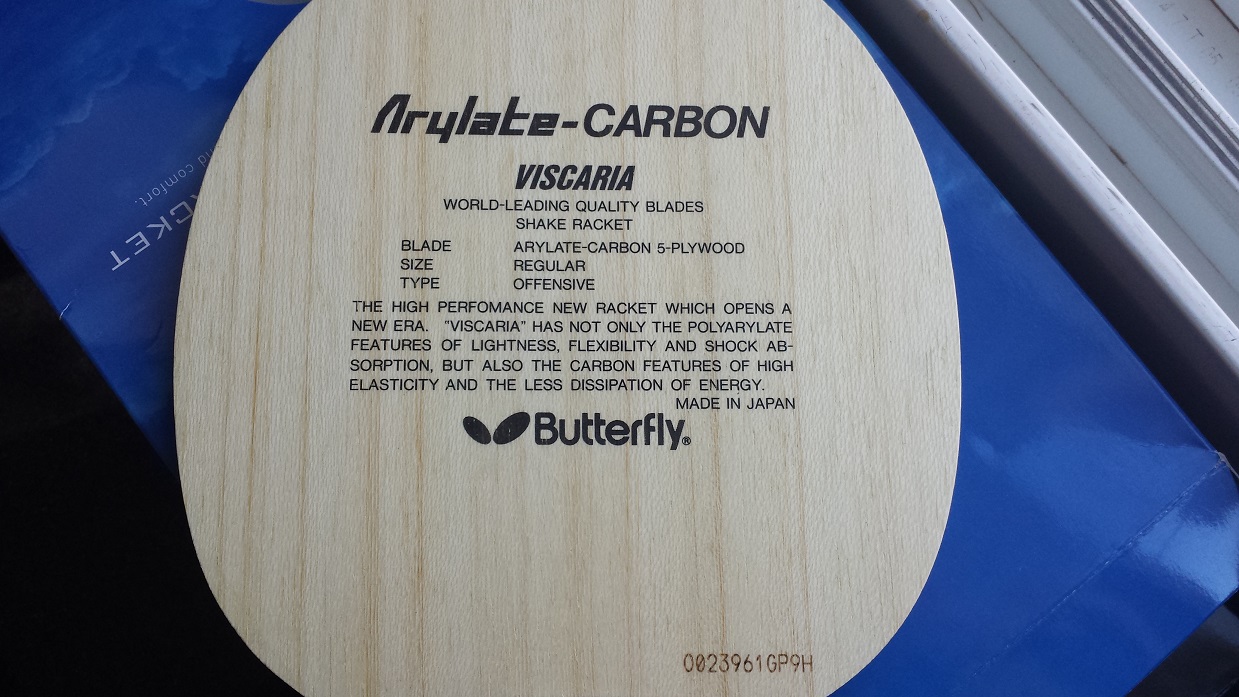 Arylate-CARBON
VISCARIA
WORLD-LEADING QUALITY BLADES
SHAKE RACKET
BLADE ARYLATE-CARBON 5-PLYWOOD
SIZE REGULAR
TYPE OFFENSIVE
THE HIGH PERFOMANCE NEW RACKET WHICH OPENS A
NEW ERA. "VISCARIA" HAS NOT ONLY THE POLYARYLATE
FEATURES OF LIGHTNESS, FLEXIBILITY AND SHOCK AB-
SORPTION, BUT ALSO THE CARBON FEATURES OF HIGH
ELASTICITY AND THE LESS DISSIPATION OF ENERGY.
MADE IN JAPAN
Butterfly®
0023961GP9H
comfort.